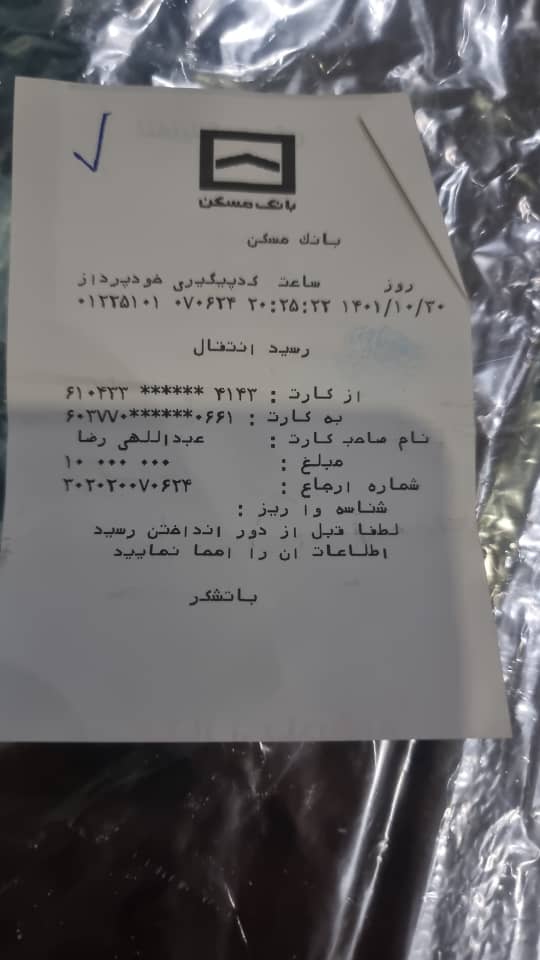 بانک مسکن
بانک مسکن
روز ساعت کدپیگیری خودپرداز
۱۴۰۱/۱۰/۳۰ ۲۰:۲۵:۲۲ ۰۷۰۶۲۴ ۰۱۲۲۵۱۰۱
رسید انتقال
از کارت : ۴۱۴۳ ****** ۶۱۰۴۳۳
به کارت : ۶۰۳۷۷۰******۰۶۶۱
نام صاحب کارت : عبداللهی رضا
مبلغ : ۱۰ ۰۰۰ ۰۰۰
شماره ارجاع : ۳۰۲۰۲۰۰۷۰۶۲۴
شناسه وا ریز :
لطفا قبل از دور انداختن رسید
اطلاعات ان را امحا نمایید
باتشکر